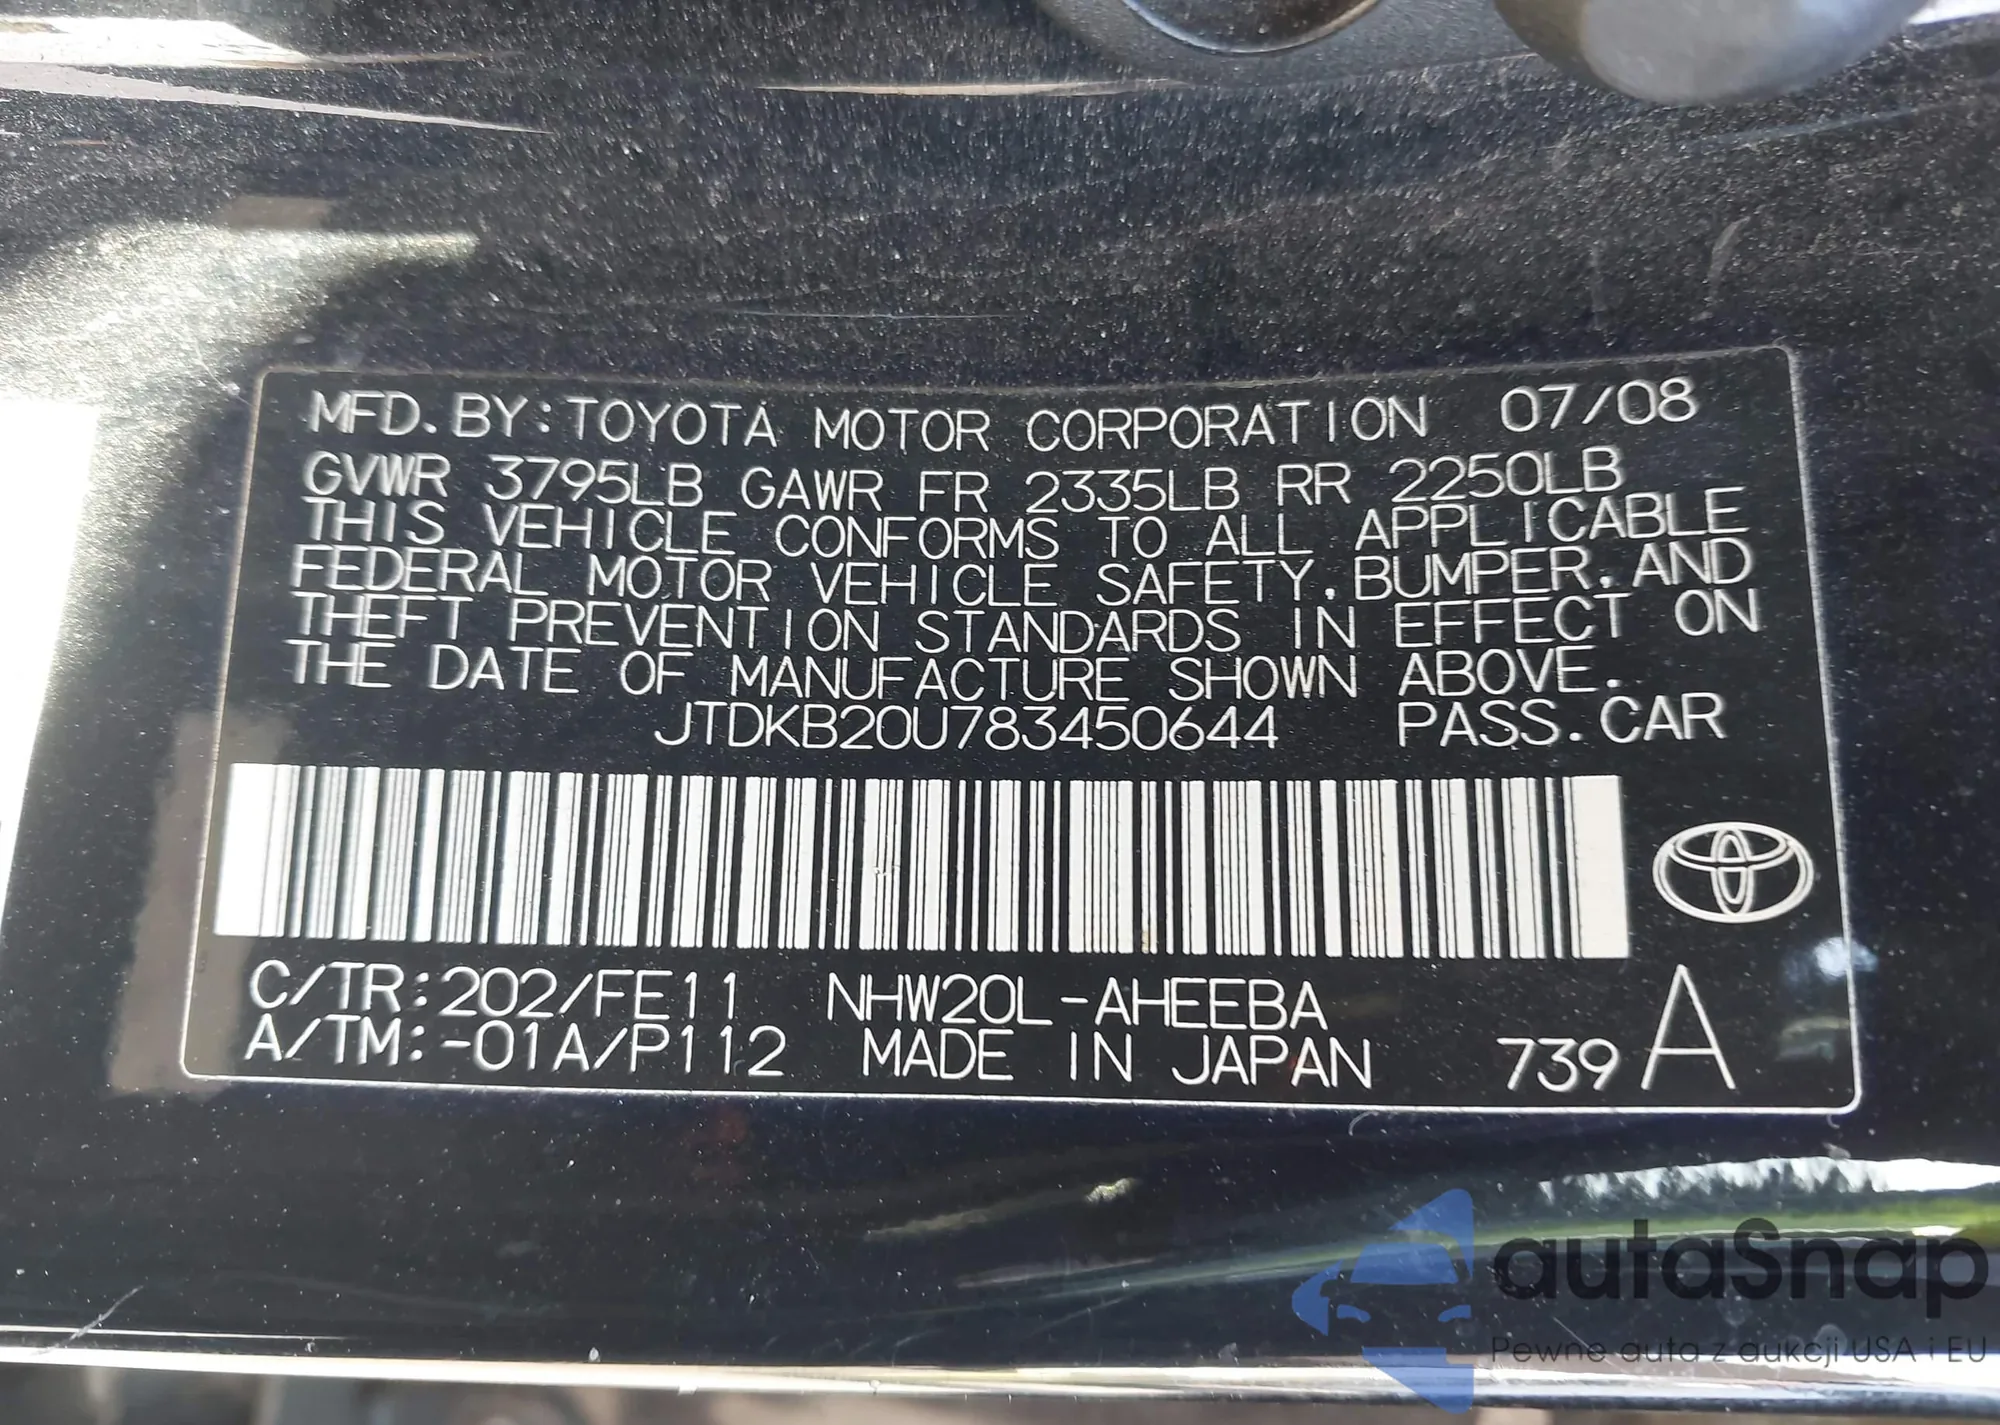 MFD. BY: TOYOTA MOTOR CORPORATION 07/08
GVWR 3795LB GAWR FR 2335LB RR 2250LB
THIS VEHICLE CONFORMS TO ALL APPLICABLE
FEDERAL MOTOR VEHICLE SAFETY, BUMPER, AND
THEFT PREVENTION STANDARDS IN EFFECT ON
THE DATE OF MANUFACTURE SHOWN ABOVE.
JTDKB20U783450644 PASS. CAR
C/TR: 202/FE11 NHW20L-AHEEBA
A/TM: -01A/P112 MADE IN JAPAN 739 A
autaSnap
Pewne auta z aukcji USA i EU